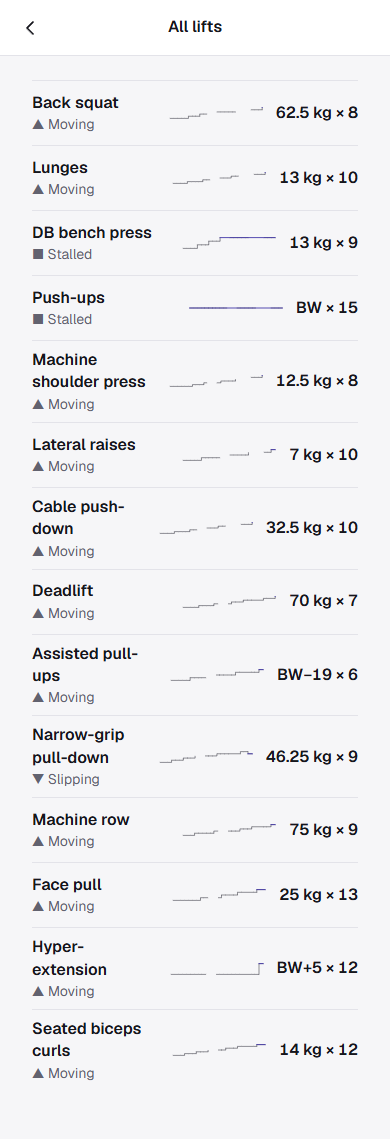 All lifts
Back squat
▲ Moving
62.5 kg × 8
Lunges
▲ Moving
13 kg × 10
DB bench press
■ Stalled
13 kg × 9
Push-ups
■ Stalled
BW × 15
Machine
shoulder press
▲ Moving
12.5 kg × 8
Lateral raises
▲ Moving
7 kg × 10
Cable push-
down
▲ Moving
32.5 kg × 10
Deadlift
▲ Moving
70 kg × 7
Assisted pull-
ups
▲ Moving
BW−19 × 6
Narrow-grip
pull-down
▼ Slipping
46.25 kg × 9
Machine row
▲ Moving
75 kg × 9
Face pull
▲ Moving
25 kg × 13
Hyper-
extension
▲ Moving
BW+5 × 12
Seated biceps
curls
▲ Moving
14 kg × 12